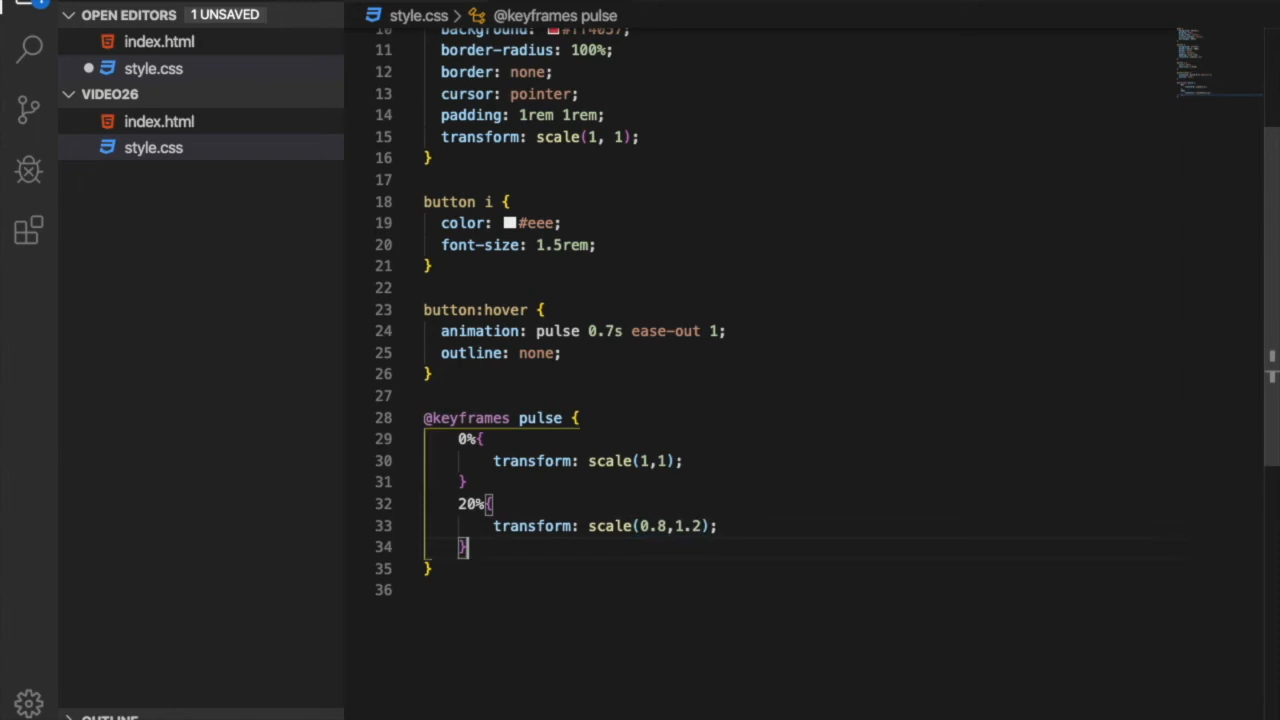 OPEN EDITORS 1 UNSAVED
index.html
style.css
VIDEO26
index.html
style.css
OUTLINE
style.css > @keyframes pulse
10 background: #ff4057;
11 border-radius: 100%;
12 border: none;
13 cursor: pointer;
14 padding: 1rem 1rem;
15 transform: scale(1, 1);
16 }
17
18 button i {
19 color: #eee;
20 font-size: 1.5rem;
21 }
22
23 button:hover {
24 animation: pulse 0.7s ease-out 1;
25 outline: none;
26 }
27
28 @keyframes pulse {
29 0%{
30 transform: scale(1,1);
31 }
32 20%{
33 transform: scale(0.8,1.2);
34 }
35 }
36